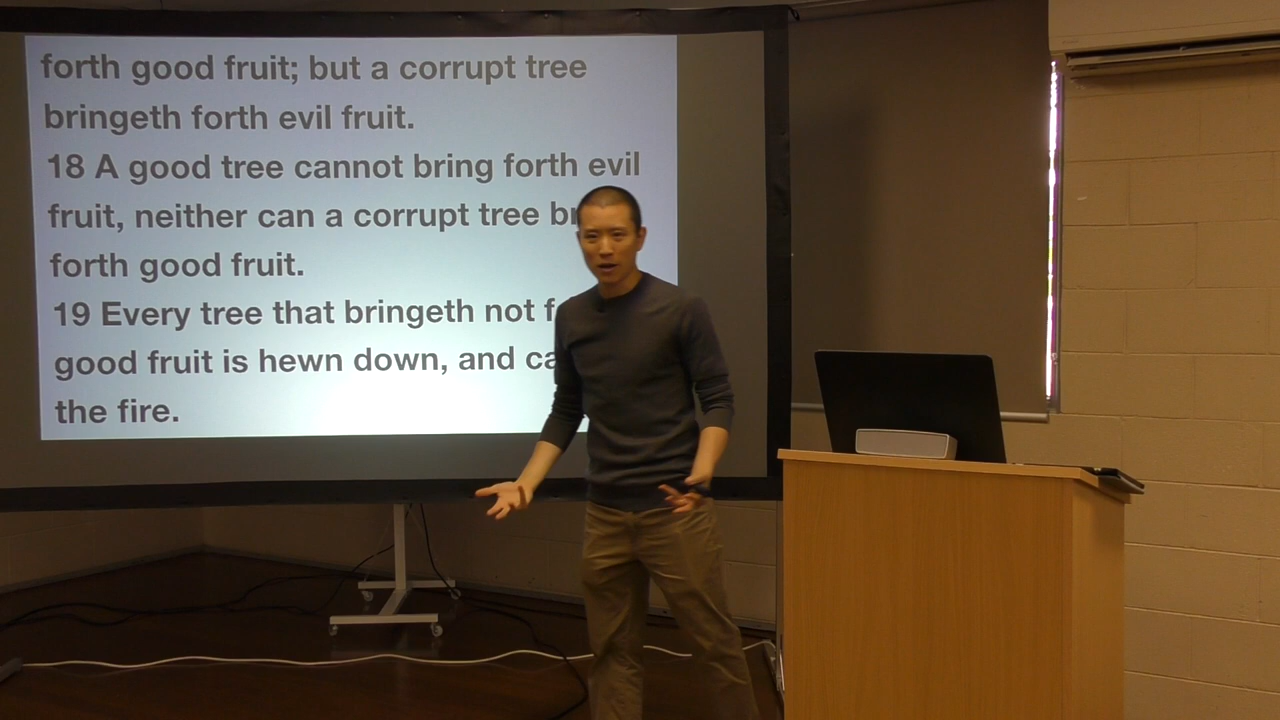 forth good fruit; but a corrupt tree
bringeth forth evil fruit.
18 A good tree cannot bring forth evil
fruit, neither can a corrupt tree
forth good fruit.
19 Every tree that bringeth not
good fruit is hewn down, and
the fire.